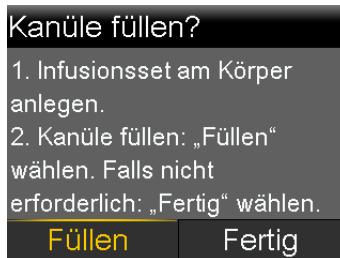 Kanüle füllen?
1. Infusionsset am Körper
anlegen.
2. Kanüle füllen: „Füllen“
wählen. Falls nicht
erforderlich: „Fertig“ wählen.
Füllen
Fertig